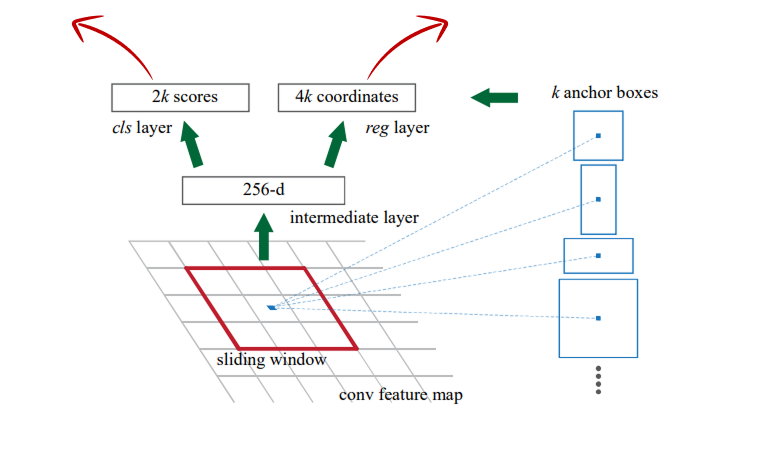 2k scores
4k coordinates
k anchor boxes
cls layer
reg layer
256-d
intermediate layer
sliding window
conv feature map